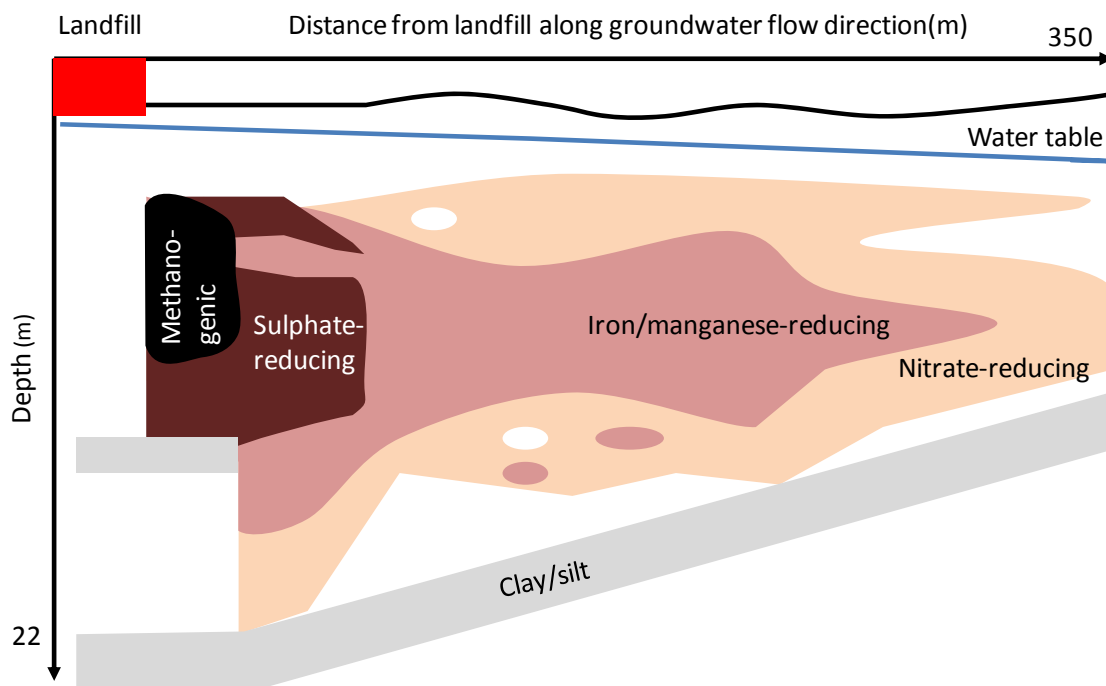 Landfill
Distance from landfill along groundwater flow direction(m)
350
Water table
Methano-
genic
Sulphate-
reducing
Iron/manganese-reducing
Nitrate-reducing
Depth (m)
Clay/silt
22